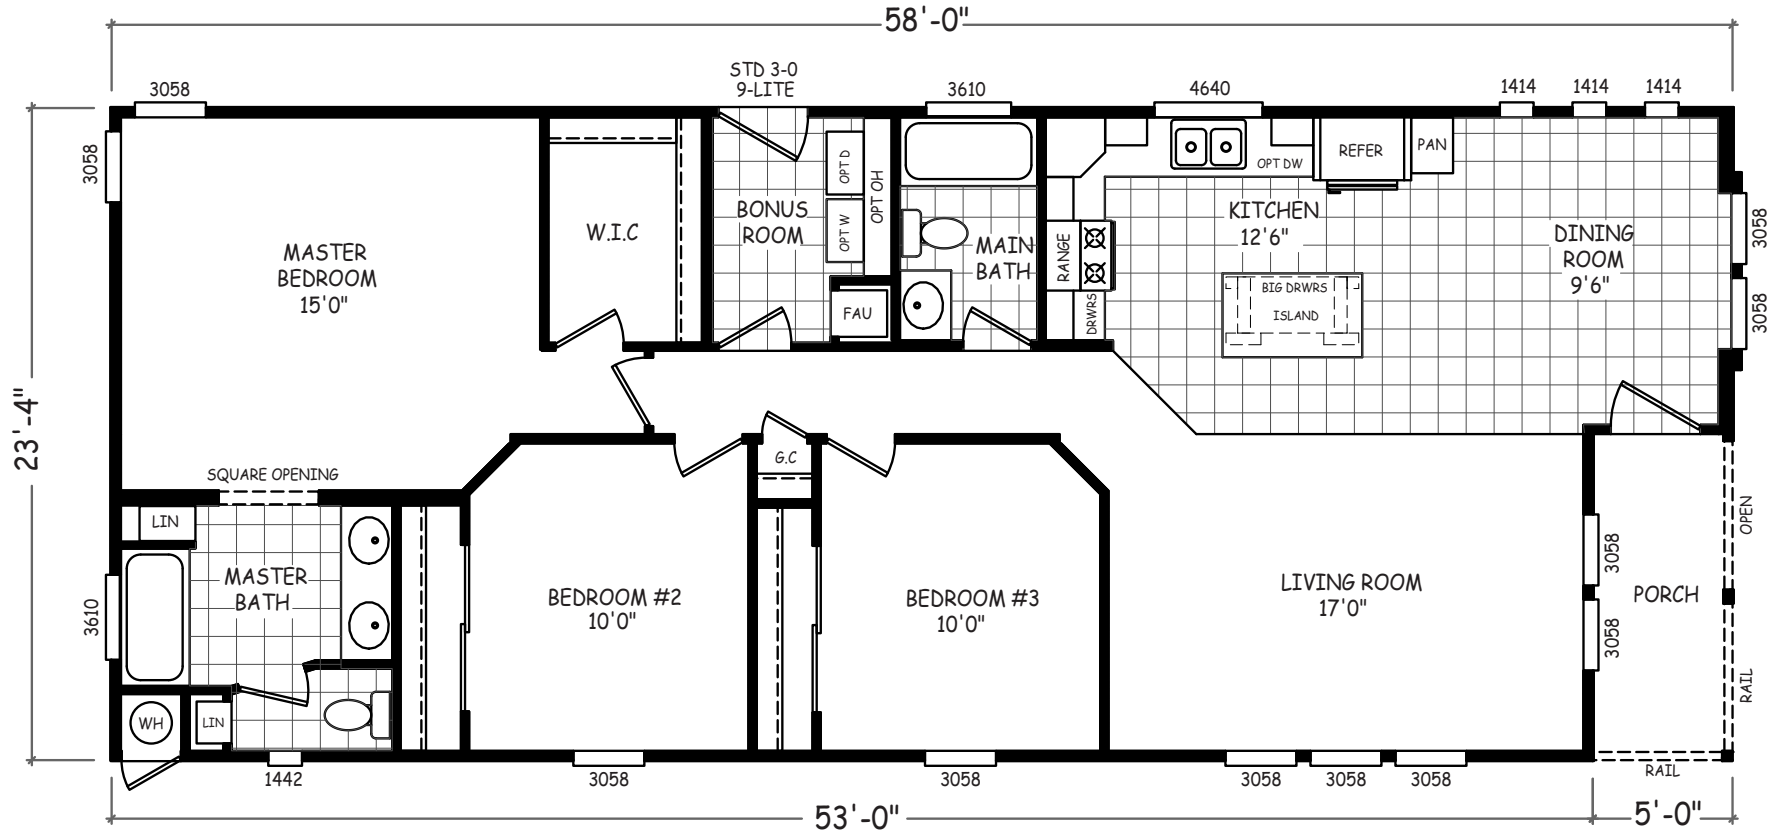 58'-0"
3058
STD 3-0
9-LITE
3610
4640
1414
1414
1414
3058
OPT D
OPT OH
REFER
PAN
OPT DW
W.I.C
BONUS
ROOM
OPT W
MAIN
BATH
RANGE
KITCHEN
12'6"
DINING
ROOM
9'6"
3058
MASTER
BEDROOM
15'0"
BIG DRWRS
ISLAND
DRWRS
FAU
3058
23'-4"
SQUARE OPENING
G.C
LIN
OPEN
3058
MASTER
BATH
BEDROOM #2
10'0"
BEDROOM #3
10'0"
LIVING ROOM
17'0"
PORCH
3610
3058
RAIL
WH
LIN
1442
3058
3058
3058
3058
3058
RAIL
53'-0"
5'-0"